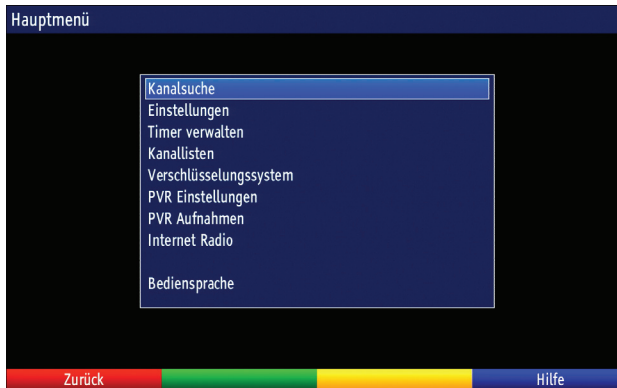 Hauptmenü
Kanalsuche
Einstellungen
Timer verwalten
Kanallisten
Verschlüsselungssystem
PVR Einstellungen
PVR Aufnahmen
Internet Radio
Bediensprache
Zurück
Hilfe